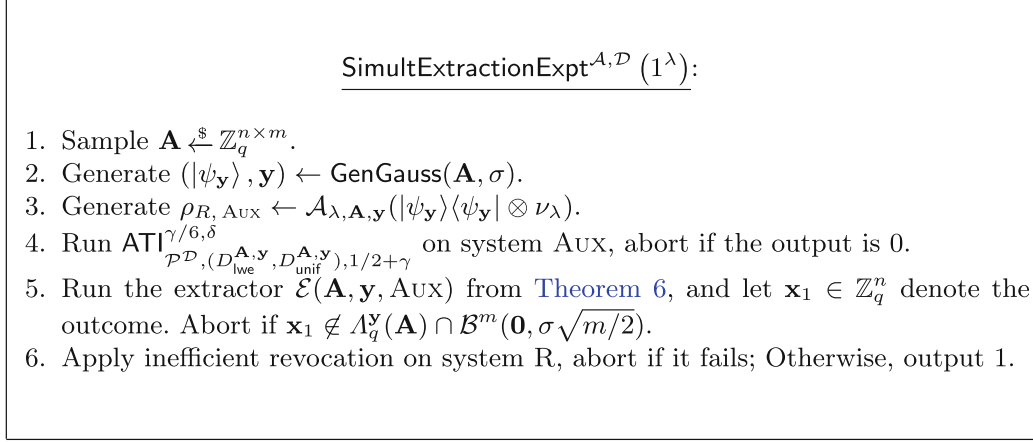 SimultExtractionExpt^{𝒜,𝒟} (1^λ):
1. Sample 𝐀 ←$ ℤ_q^{n×m}.
2. Generate (|ψ_𝐲⟩, 𝐲) ← GenGauss(𝐀, σ).
3. Generate ρ_{R, Aux} ← 𝒜_{λ,𝐀,𝐲}(|ψ_𝐲⟩⟨ψ_𝐲| ⊗ ν_λ).
4. Run ATI^{γ/6,δ}_{𝒫^𝒟,(D_{lwe}^{𝐀,𝐲},D_{unif}^{𝐀,𝐲}),1/2+γ} on system Aux, abort if the output is 0.
5. Run the extractor ℰ(𝐀, 𝐲, Aux) from Theorem 6, and let 𝐱_1 ∈ ℤ_q^n denote the
outcome. Abort if 𝐱_1 ∉ Λ_q^𝐲(𝐀) ∩ ℬ^m(𝟎, σ√(m/2)).
6. Apply inefficient revocation on system R, abort if it fails; Otherwise, output 1.